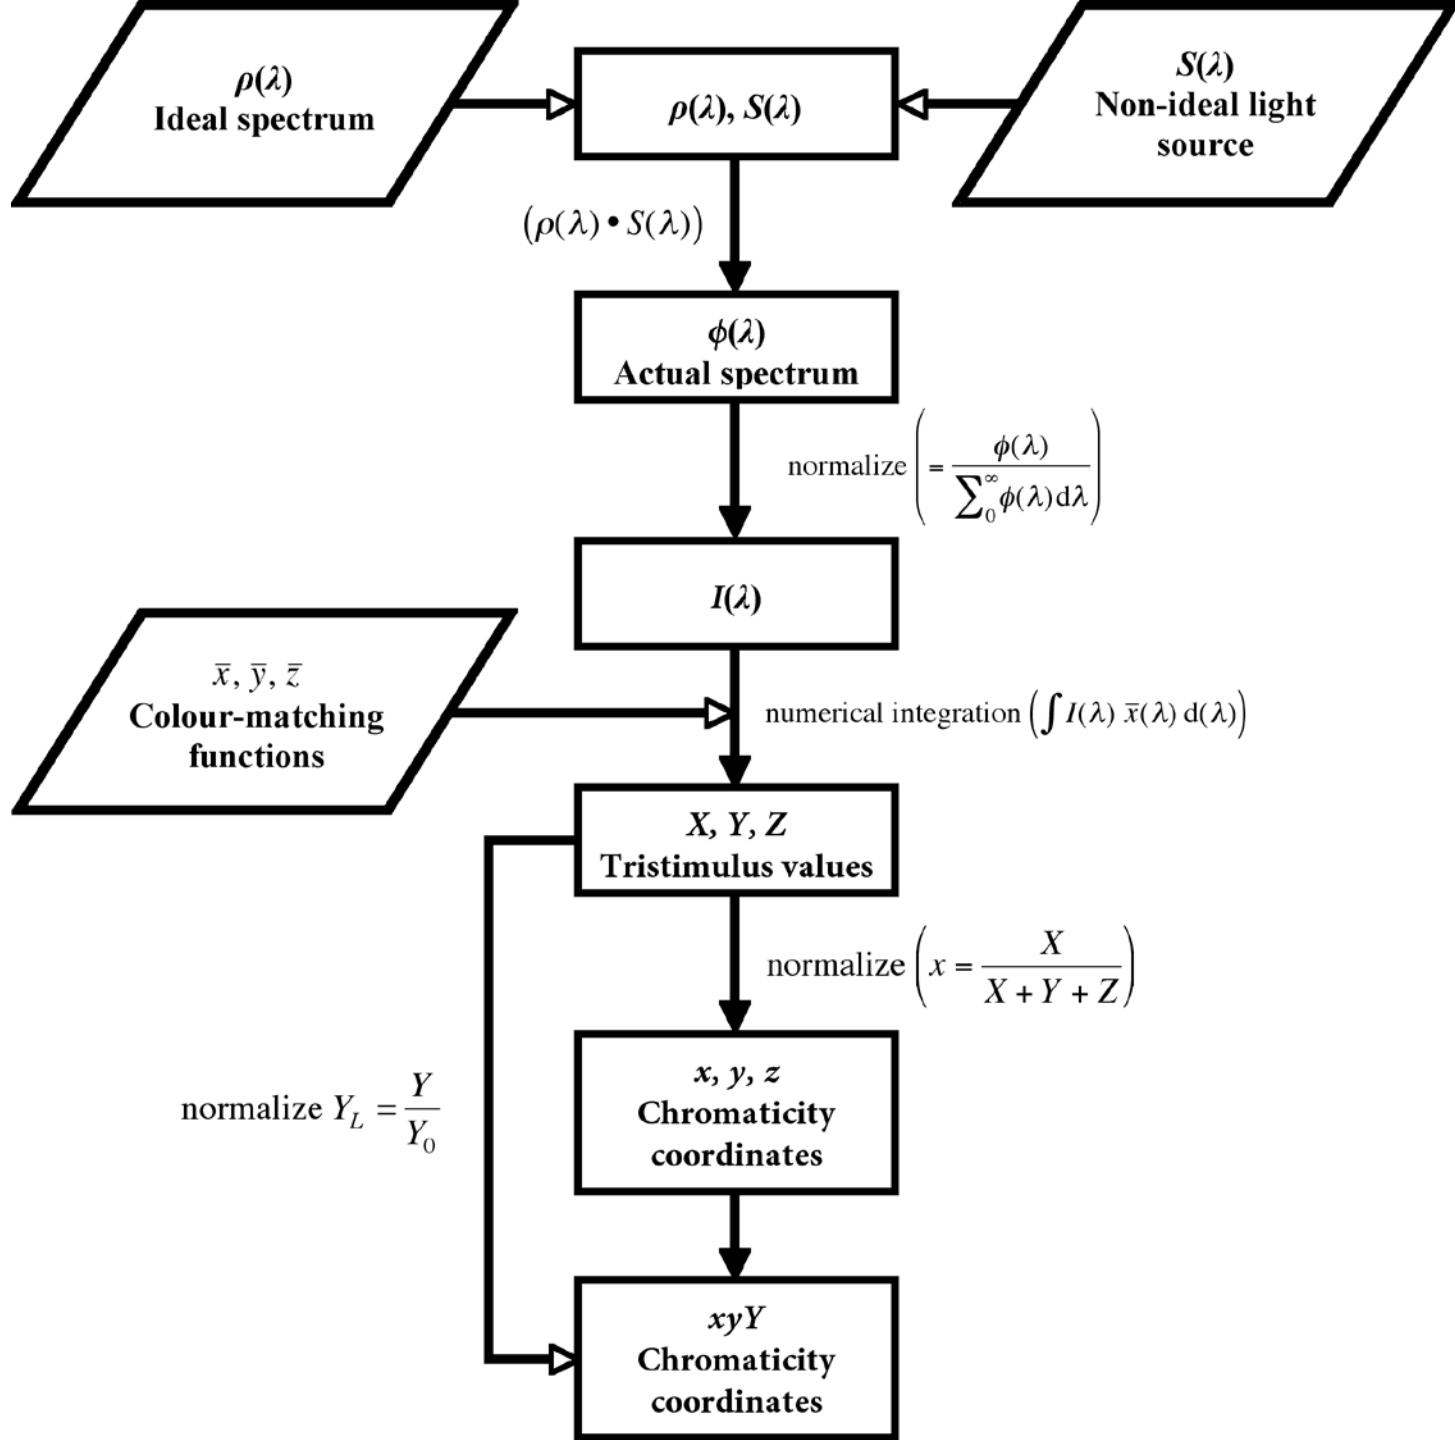 ρ(λ)
Ideal spectrum
ρ(λ), S(λ)
S(λ)
Non-ideal light
source
(ρ(λ) • S(λ))
ϕ(λ)
Actual spectrum
normalize ( = ϕ(λ) / ∑₀^∞ ϕ(λ) dλ )
I(λ)
x̅, y̅, z̅
Colour-matching
functions
numerical integration (∫ I(λ) x̅(λ) d(λ))
X, Y, Z
Tristimulus values
normalize ( x = X / X + Y + Z )
x, y, z
Chromaticity
coordinates
normalize Y_L = Y / Y₀
xyY
Chromaticity
coordinates